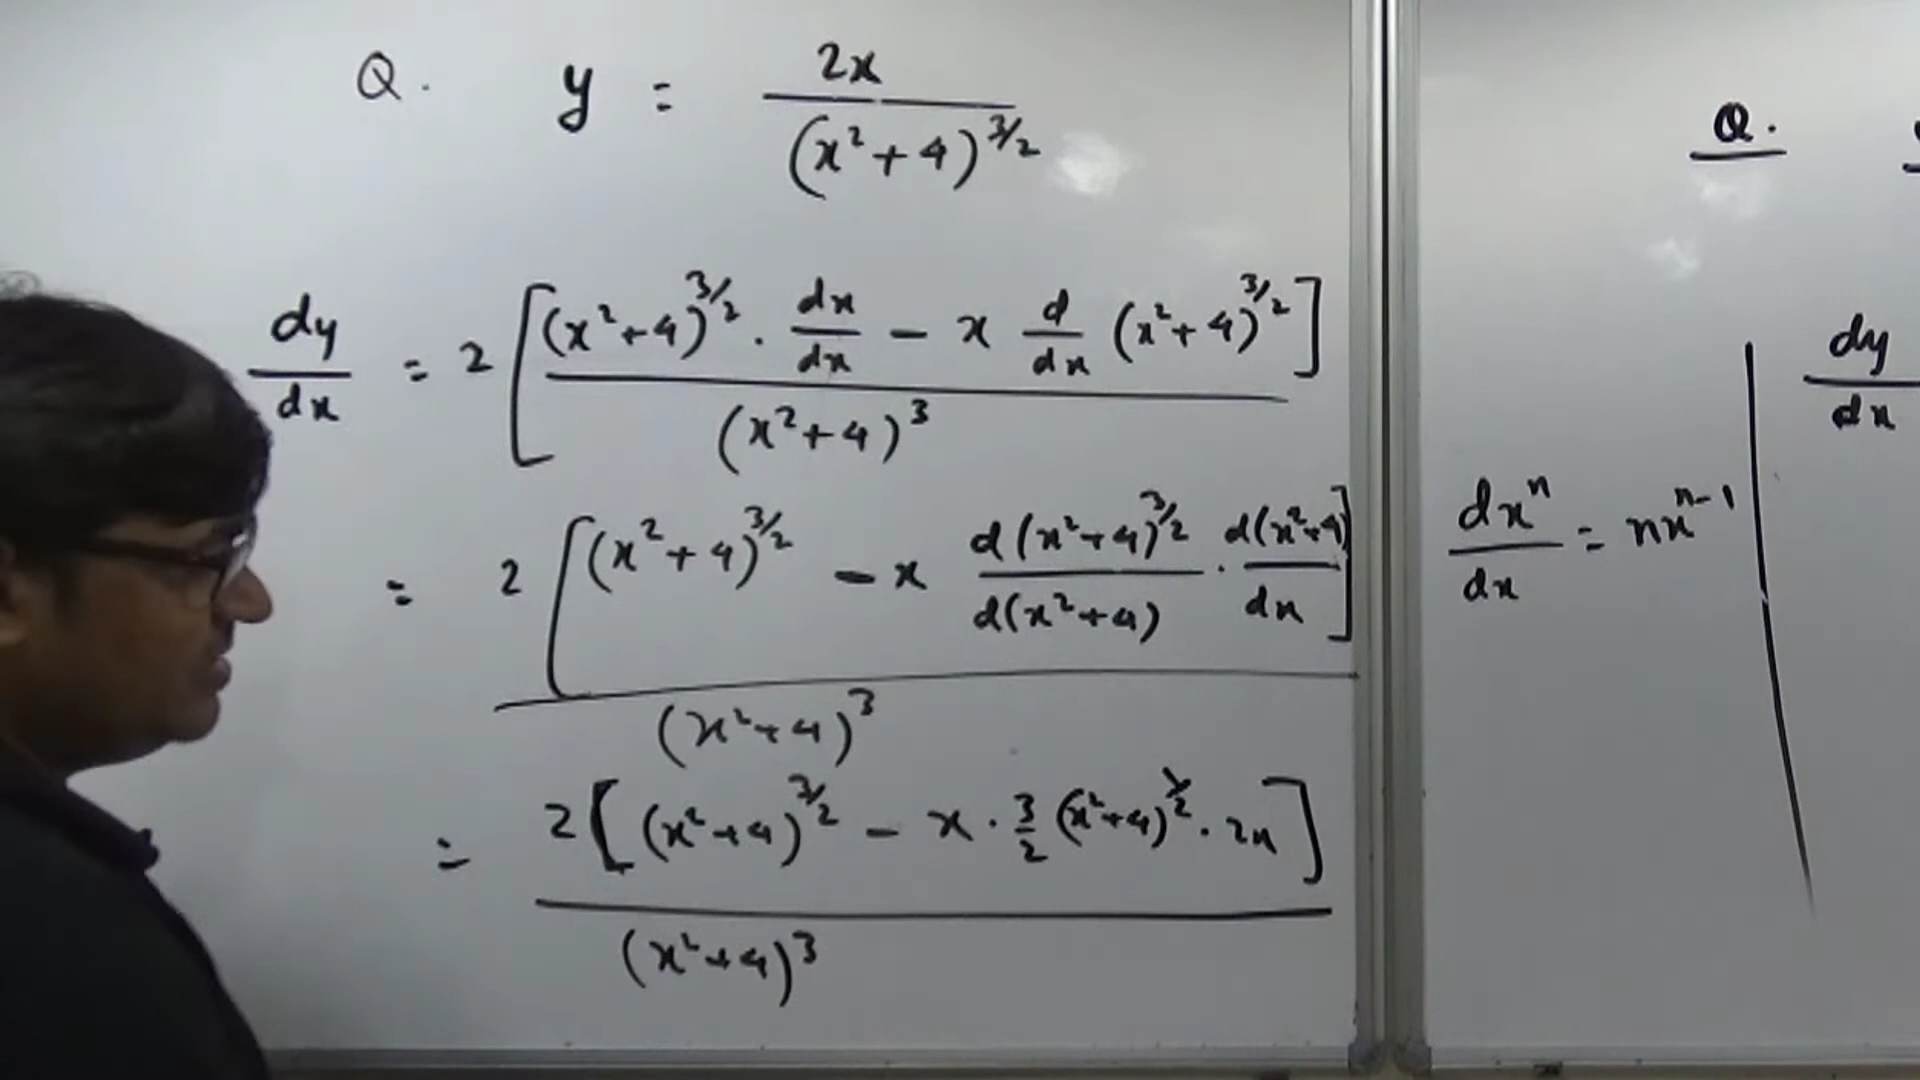 Q. y = 2x / (x²+4)^3/2
dy/dx = 2 [ (x²+4)^3/2 . dx/dx - x d/dx (x²+4)^3/2 ] / (x²+4)³
= 2 [ (x²+4)^3/2 - x d(x²+4)^3/2 / d(x²+4) . d(x²+4)/dx ] / (x²+4)³
= 2 [ (x²+4)^3/2 - x . 3/2 (x²+4)^1/2 . 2x ] / (x²+4)³
dxⁿ/dx = nxⁿ⁻¹
Q.
dy/dx